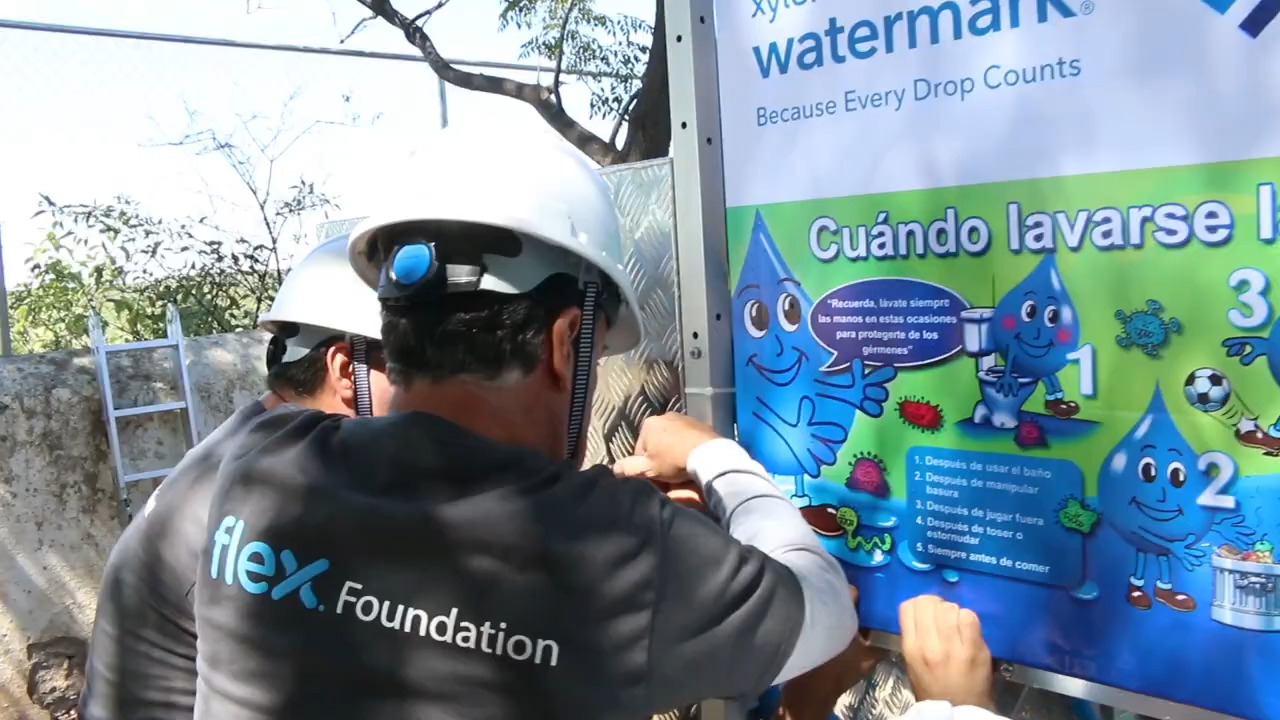 watermark®
Because Every Drop Counts
Cuándo lavarse
"Recuerda, lávate siempre
las manos en estas ocasiones
para protegerte de los
gérmenes"
3
1
2
1. Después de usar el baño
2. Después de manipular
basura
3. Después de jugar fuera
4. Después de toser o
estornudar
5. Siempre antes de comer
flex. Foundation